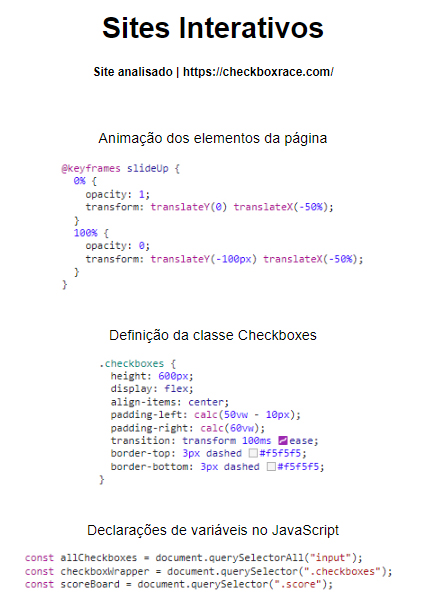 Sites Interativos
Site analisado | https://checkboxrace.com/
Animação dos elementos da página
@keyframes slideUp {
0% {
opacity: 1;
transform: translateY(0) translateX(-50%);
}
100% {
opacity: 0;
transform: translateY(-100px) translateX(-50%);
}
}
Definição da classe Checkboxes
.checkboxes {
height: 600px;
display: flex;
align-items: center;
padding-left: calc(50vw - 10px);
padding-right: calc(60vw);
transition: transform 100ms ease;
border-top: 3px dashed #f5f5f5;
border-bottom: 3px dashed #f5f5f5;
}
Declarações de variáveis no JavaScript
const allCheckboxes = document.querySelectorAll("input");
const checkboxWrapper = document.querySelector(".checkboxes");
const scoreBoard = document.querySelector(".score");